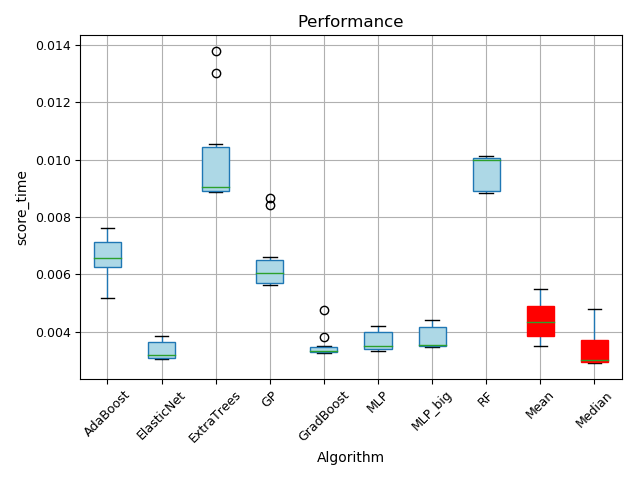 Performance
0.014
0.012
0.010
0.008
0.006
0.004
score_time
AdaBoost
ElasticNet
ExtraTrees
GP
GradBoost
MLP
MLP_big
RF
Mean
Median
Algorithm